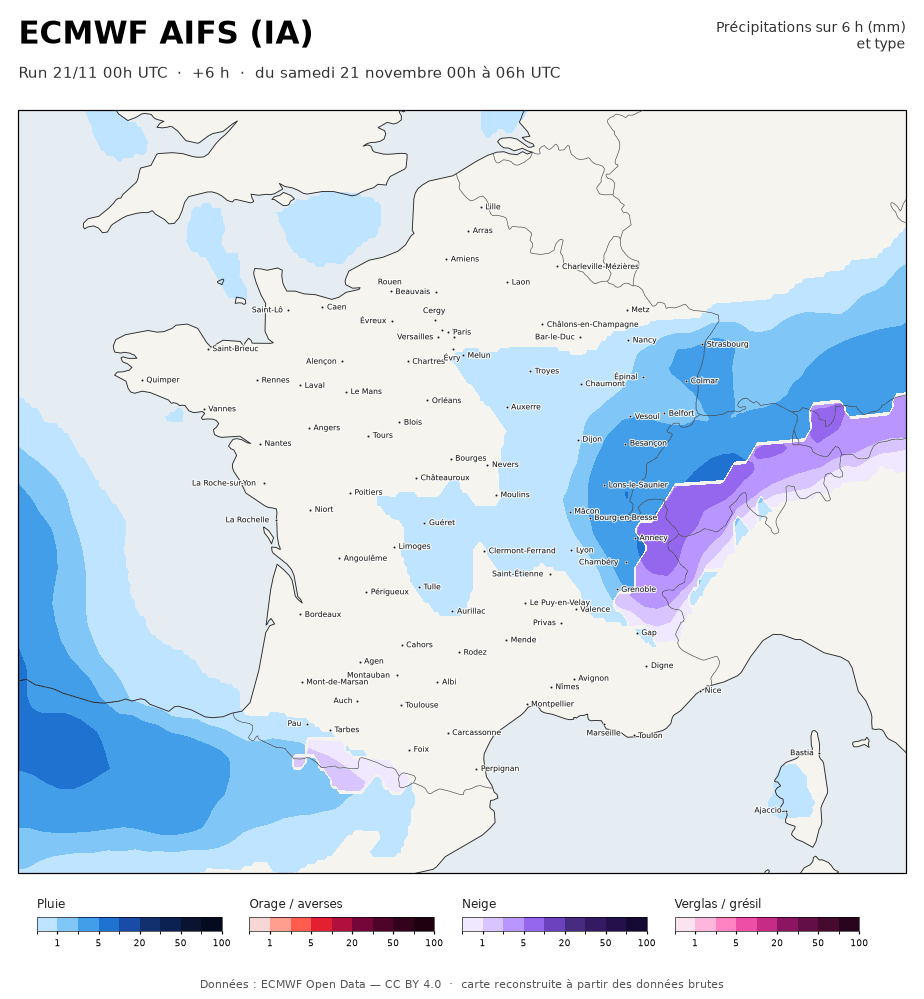 ECMWF AIFS (IA)
Précipitations sur 6 h (mm)
et type
Run 21/11 00h UTC · +6 h · du samedi 21 novembre 00h à 06h UTC
Lille
Arras
Amiens
Charleville-Mézières
Rouen
Beauvais
Laon
Saint-Lô
Caen
Cergy
Metz
Évreux
Châlons-en-Champagne
Versailles
Paris
Bar-le-Duc
Nancy
Strasbourg
Saint-Brieuc
Alençon
Chartres
Évry
Melun
Troyes
Quimper
Rennes
Laval
Chaumont
Épinal
Colmar
Le Mans
Orléans
Auxerre
Vannes
Vesoul
Belfort
Angers
Blois
Tours
Nantes
Dijon
Besançon
Bourges
Nevers
La Roche-sur-Yon
Châteauroux
Lons-le-Saunier
Poitiers
Moulins
Niort
Mâcon
La Rochelle
Guéret
Bourg-en-Bresse
Annecy
Angoulême
Limoges
Clermont-Ferrand
Lyon
Chambéry
Saint-Étienne
Périgueux
Tulle
Grenoble
Bordeaux
Aurillac
Le Puy-en-Velay
Valence
Privas
Gap
Cahors
Rodez
Mende
Agen
Digne
Mont-de-Marsan
Montauban
Albi
Nîmes
Avignon
Nice
Auch
Toulouse
Montpellier
Pau
Tarbes
Carcassonne
Marseille
Toulon
Foix
Bastia
Perpignan
Ajaccio
Pluie
Orage / averses
Neige
Verglas / grésil
1 5 20 50 100
1 5 20 50 100
1 5 20 50 100
1 5 20 50 100
Données : ECMWF Open Data — CC BY 4.0 · carte reconstruite à partir des données brutes